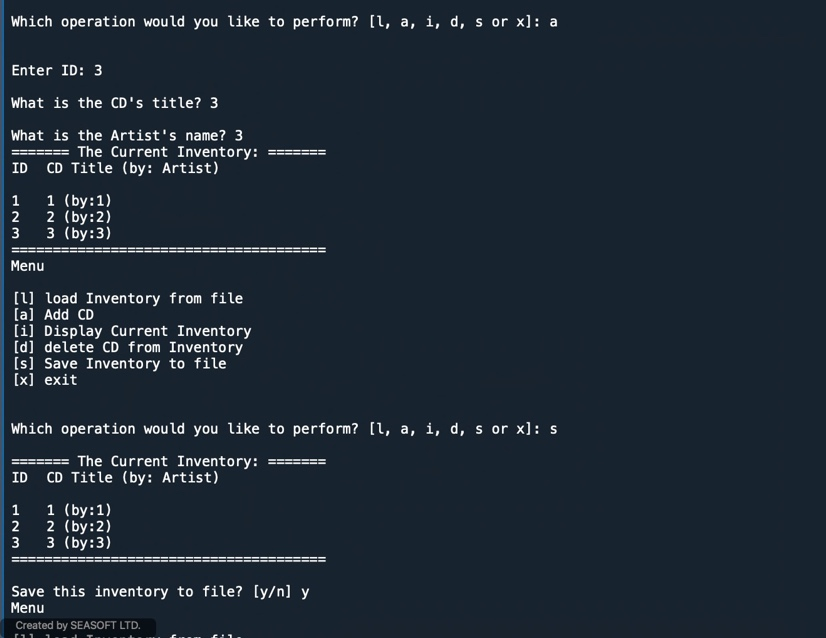 Which operation would you like to perform? [l, a, i, d, s or x]: a
Enter ID: 3
What is the CD's title? 3
What is the Artist's name? 3
======= The Current Inventory: =======
ID  CD Title (by: Artist)
1   1 (by:1)
2   2 (by:2)
3   3 (by:3)
======================================
Menu
[l] load Inventory from file
[a] Add CD
[i] Display Current Inventory
[d] delete CD from Inventory
[s] Save Inventory to file
[x] exit
Which operation would you like to perform? [l, a, i, d, s or x]: s
======= The Current Inventory: =======
ID  CD Title (by: Artist)
1   1 (by:1)
2   2 (by:2)
3   3 (by:3)
======================================
Save this inventory to file? [y/n] y
Menu
Created by SEASOFT LTD.